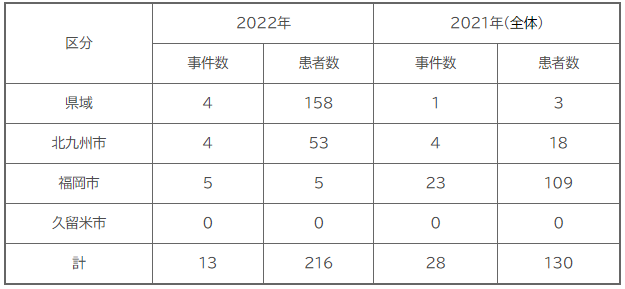 区分 2022年 2021年(全体)
事件数 患者数 事件数 患者数
県域 4 158 1 3
北九州市 4 53 4 18
福岡市 5 5 23 109
久留米市 0 0 0 0
計 13 216 28 130